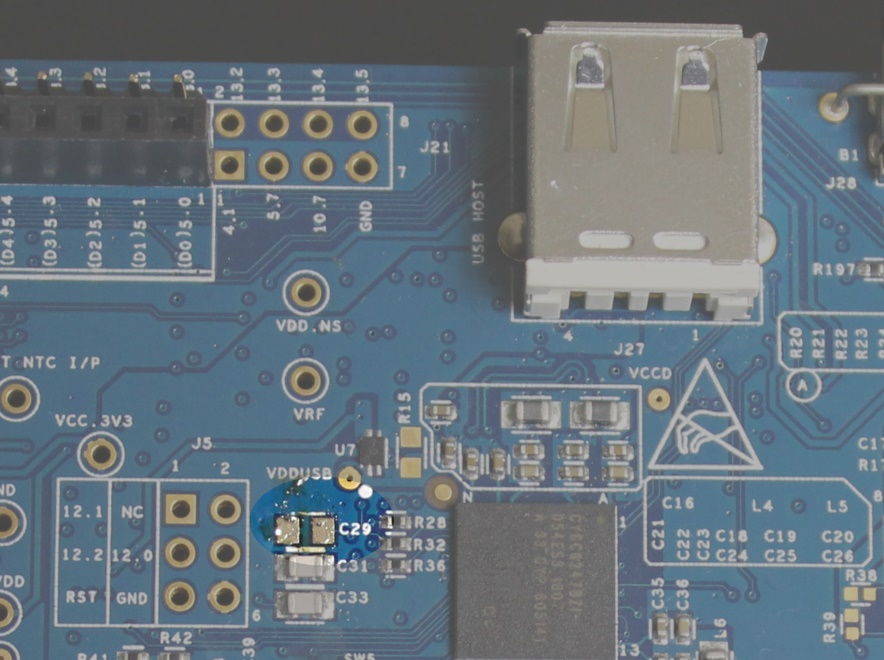 13.2
13.3
13.4
13.5
2
8
J21
7
1
1
B1
J28
4.1
5.7
10.7
GND
(D4)5.4
(D3)5.3
(D2)5.2
(D1)5.1
(D0)5.0
USB HOST
R197
4
VDD.NS
4
1
J27
R20
R21
R22
R23
T NTC I/P
VRF
VCCD
A
R15
VCC.3V3
J5
U7
1
2
VDDUSB
N
A
C16
L4
L5
12.1
NC
C29
R28
1
C21
C22
C23
C18
C19
C20
12.2
12.0
C31
R32
C24
C25
C26
R36
RST
GND
C33
6
C35
C36
R38
R39
R42
L6
13
R41
SW5